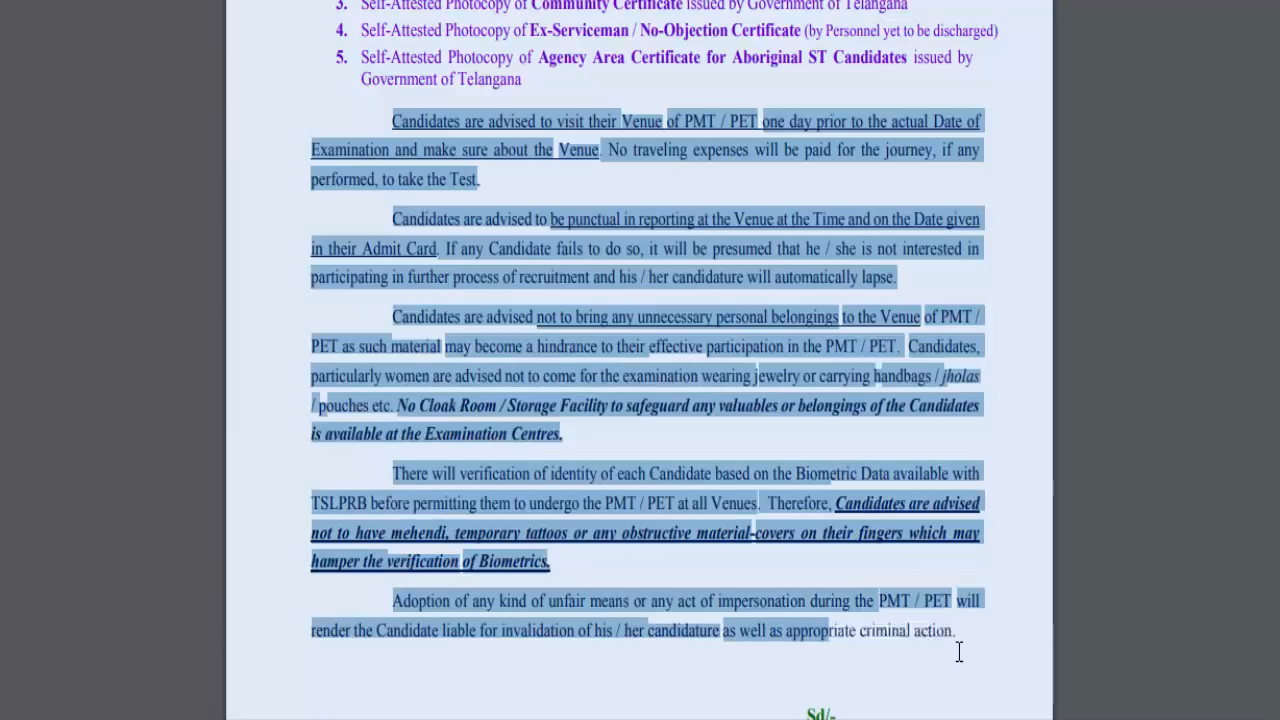 3. Self-Attested Photocopy of Community Certificate issued by Government of Telangana
4. Self-Attested Photocopy of Ex-Serviceman / No-Objection Certificate (by Personnel yet to be discharged)
5. Self-Attested Photocopy of Agency Area Certificate for Aboriginal ST Candidates issued by
Government of Telangana
Candidates are advised to visit their Venue of PMT / PET one day prior to the actual Date of
Examination and make sure about the Venue. No traveling expenses will be paid for the journey, if any
performed, to take the Test.
Candidates are advised to be punctual in reporting at the Venue at the Time and on the Date given
in their Admit Card. If any Candidate fails to do so, it will be presumed that he / she is not interested in
participating in further process of recruitment and his / her candidature will automatically lapse.
Candidates are advised not to bring any unnecessary personal belongings to the Venue of PMT /
PET as such material may become a hindrance to their effective participation in the PMT / PET. Candidates,
particularly women are advised not to come for the examination wearing jewelry or carrying handbags / jholas
/ pouches etc. No Cloak Room / Storage Facility to safeguard any valuables or belongings of the Candidates
is available at the Examination Centres.
There will verification of identity of each Candidate based on the Biometric Data available with
TSLPRB before permitting them to undergo the PMT / PET at all Venues. Therefore, Candidates are advised
not to have mehendi, temporary tattoos or any obstructive material-covers on their fingers which may
hamper the verification of Biometrics.
Adoption of any kind of unfair means or any act of impersonation during the PMT / PET will
render the Candidate liable for invalidation of his / her candidature as well as appropriate criminal action.
Sd/-